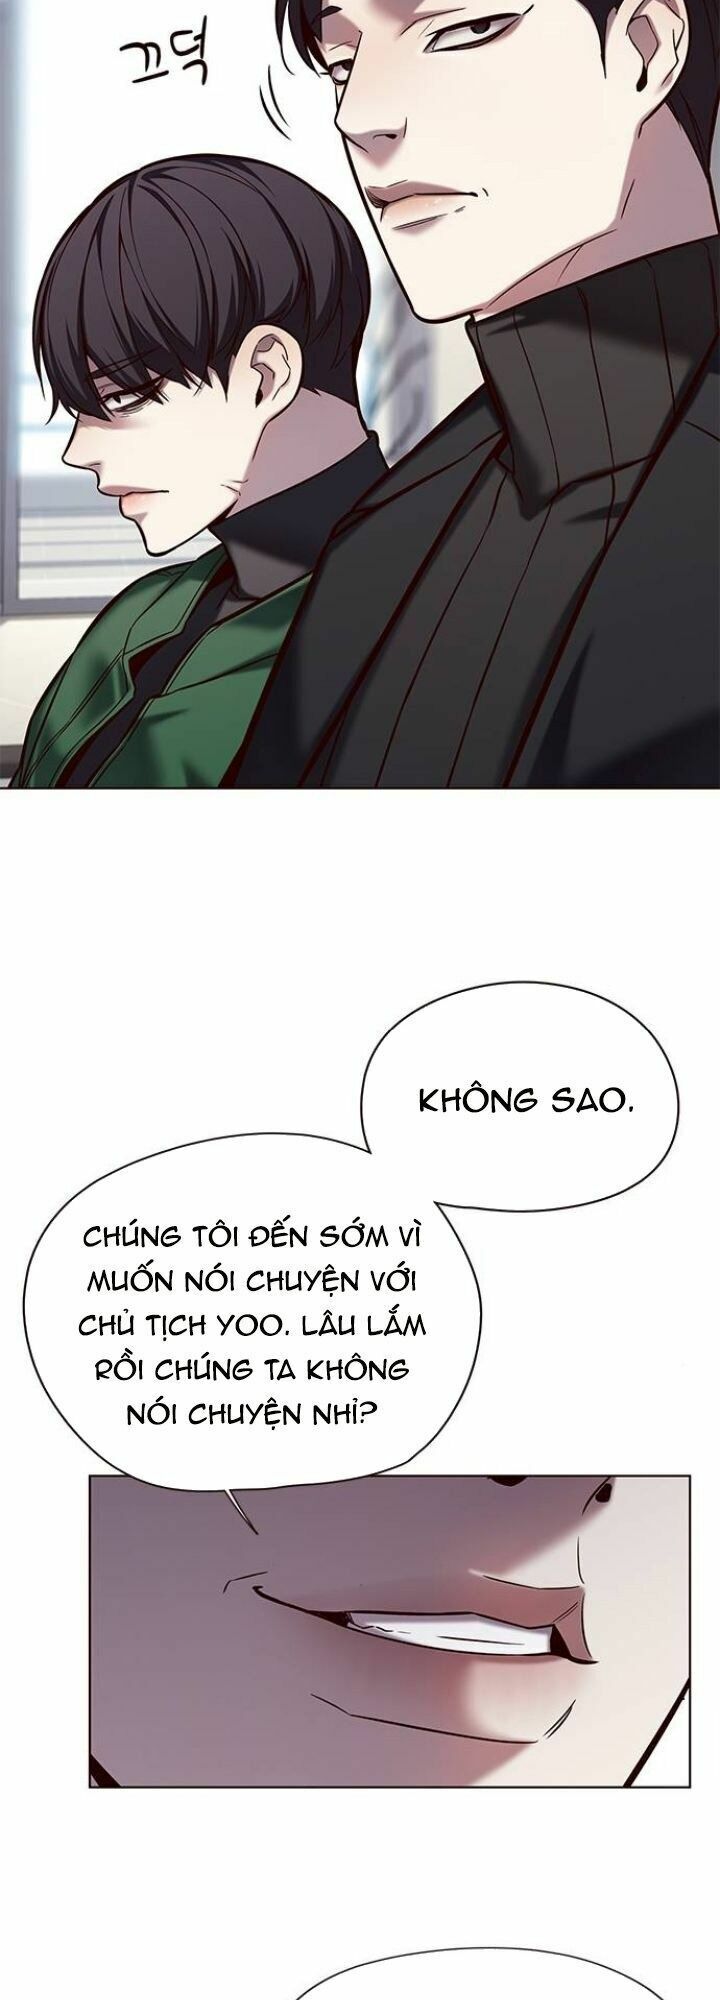 끄덕
KHÔNG SAO.
CHÚNG TÔI ĐẾN SỚM VÌ
MUỐN NÓI CHUYỆN VỚI
CHỦ TỊCH YOO. LÂU LẮM
RỒI CHÚNG TA KHÔNG
NÓI CHUYỆN NHỈ?